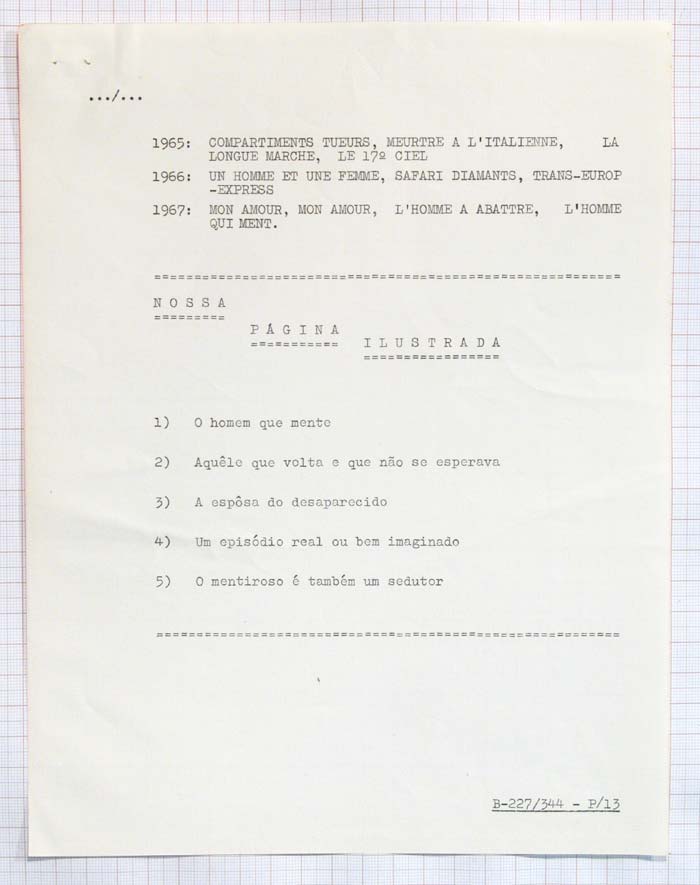 .../...
1965: COMPARTIMENTS TUEURS, MEURTRE A L'ITALIENNE, LA
LONGUE MARCHE, LE 17º CIEL
1966: UN HOMME ET UNE FEMME, SAFARI DIAMANTS, TRANS-EUROP
-EXPRESS
1967: MON AMOUR, MON AMOUR, L'HOMME A ABATTRE, L'HOMME
QUI MENT.
NOSSA
PÁGINA
ILUSTRADA
1) O homem que mente
2) Aquêle que volta e que não se esperava
3) A espôsa do desaparecido
4) Um episódio real ou bem imaginado
5) O mentiroso é também um sedutor
B-227/344 - P/13